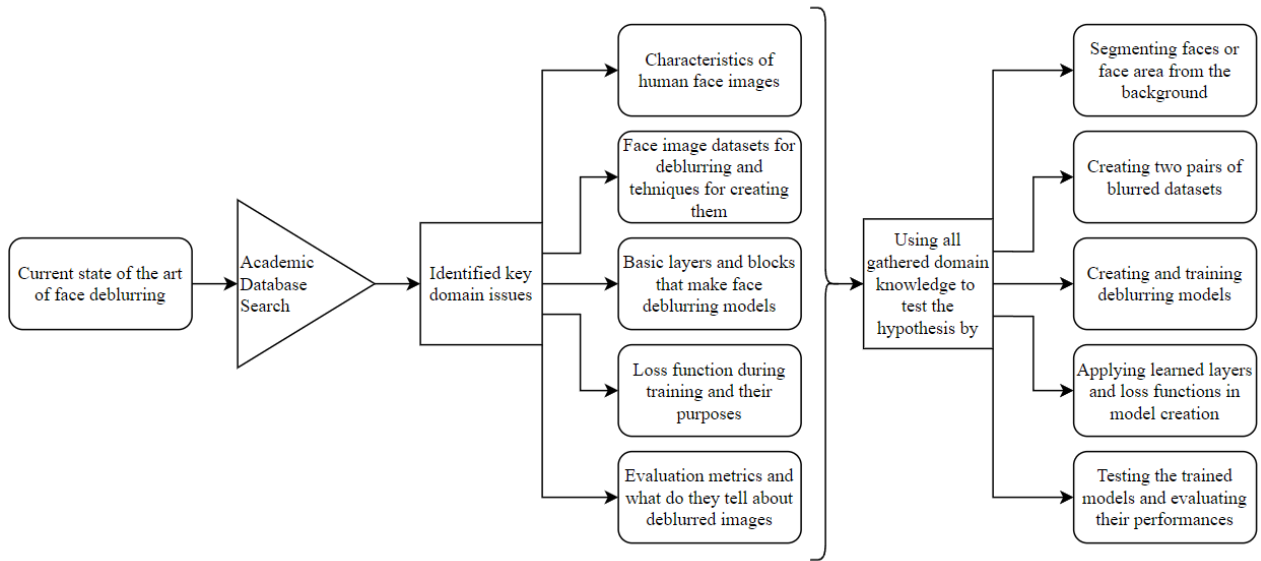 Current state of the art
of face deblurring
Academic
Database
Search
Identified key
domain issues
Characteristics of
human face images
Face image datasets for
deblurring and
tehniques for creating
them
Basic layers and blocks
that make face
deblurring models
Loss function during
training and their
purposes
Evaluation metrics and
what do they tell about
deblurred images
Using all
gathered domain
knowledge to
test the
hypothesis by
Segmenting faces or
face area from the
background
Creating two pairs of
blurred datasets
Creating and training
deblurring models
Applying learned layers
and loss functions in
model creation
Testing the trained
models and evaluating
their performances